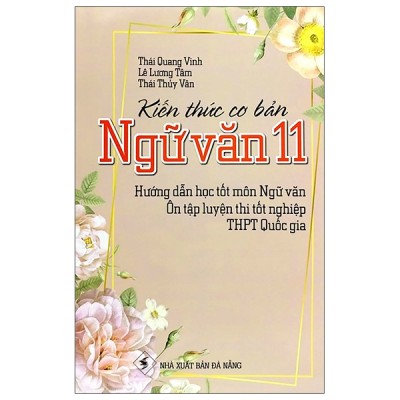 Thái Quang Vinh
Lê Lương Tâm
Thái Thủy Vân
Kiến thức cơ bản
Ngữ văn 11
Hướng dẫn học tốt môn Ngữ văn
Ôn tập luyện thi tốt nghiệp
THPT Quốc gia
NHÀ XUẤT BẢN ĐÀ NẴNG